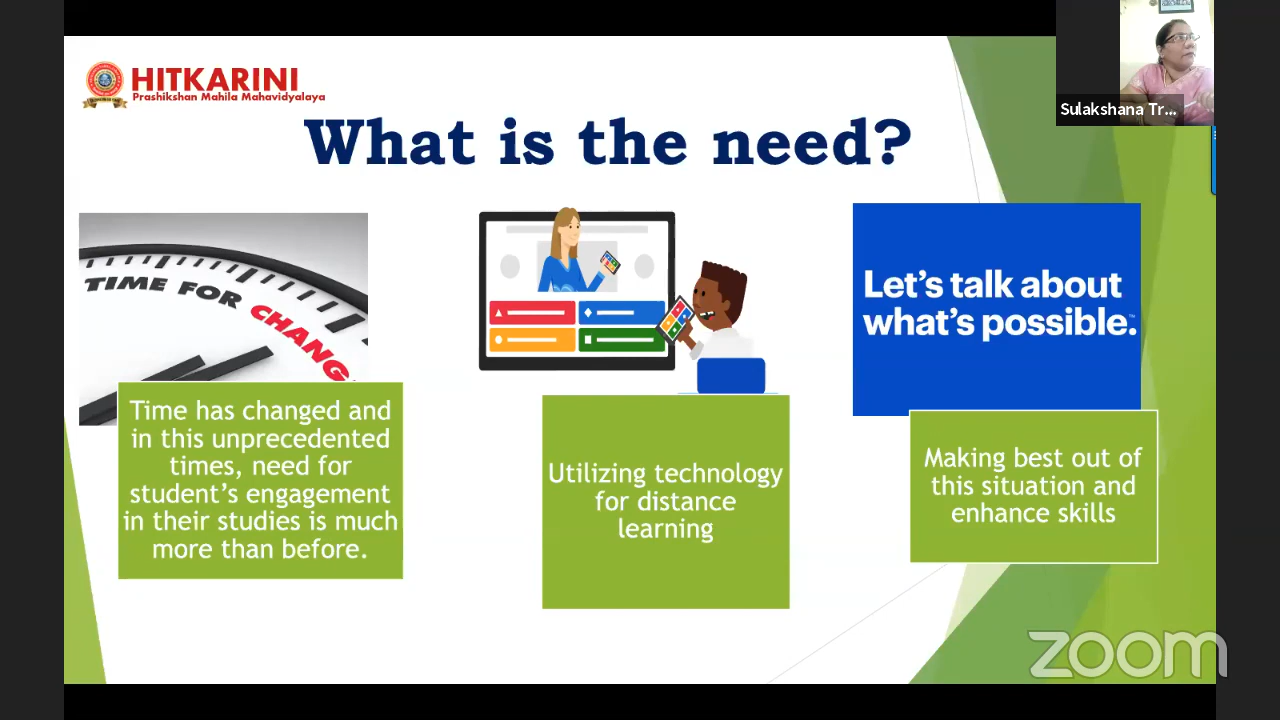 HITKARINI
Prashikshan Mahila Mahavidyalaya
Sulakshana Tr...
What is the need?
TIME FOR CHANG
Let's talk about
what's possible.
Time has changed and
in this unprecedented
times, need for
student's engagement
in their studies is much
more than before.
Utilizing technology
for distance
learning
Making best out of
this situation and
enhance skills
zoom